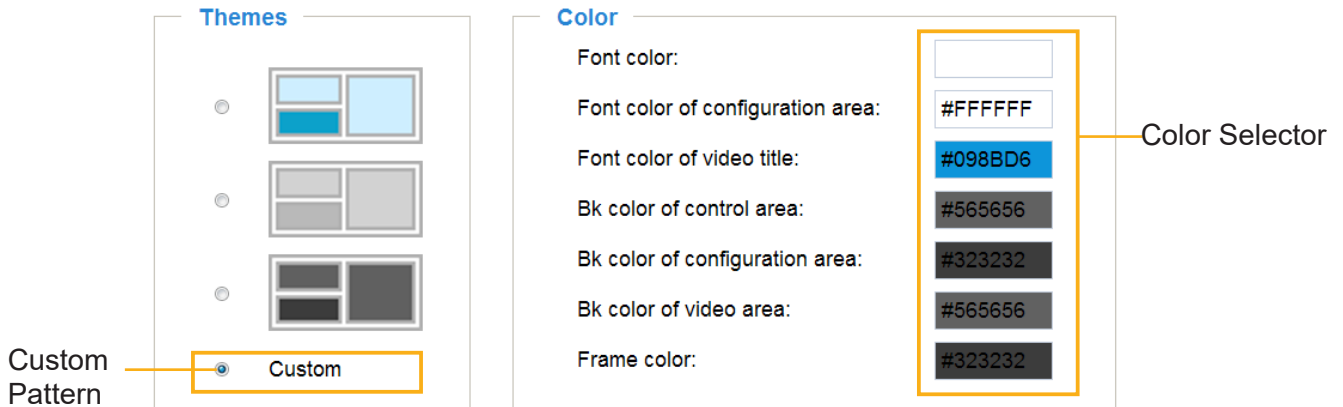 Themes
Custom
Custom
Pattern
Color
Font color:
Font color of configuration area: #FFFFFF
Font color of video title: #098BD6
Bk color of control area: #565656
Bk color of configuration area: #323232
Bk color of video area: #565656
Frame color: #323232
Color Selector